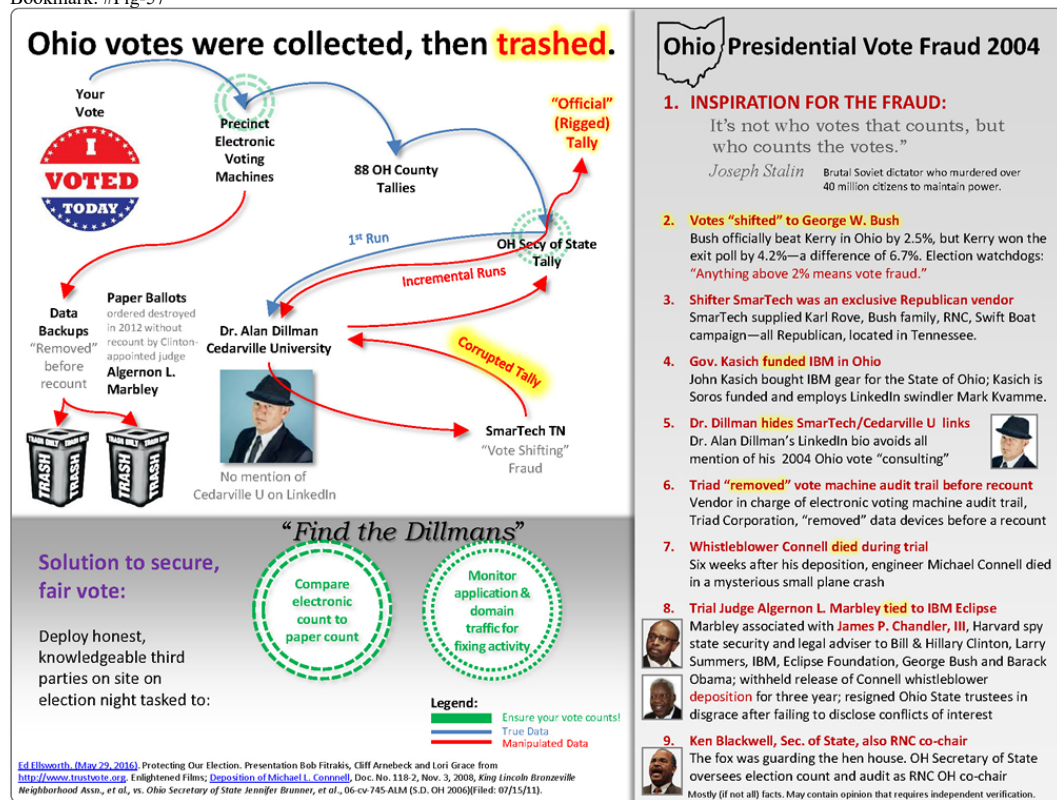 Bookmark: #Fig-57
Ohio votes were collected, then trashed.
Your
Vote
I
VOTED
TODAY
Precinct
Electronic
Voting
Machines
88 OH County
Tallies
"Official"
(Rigged)
Tally
OH Secy of State
Tally
1st Run
Incremental Runs
Data
Backups
"Removed"
before
recount
Paper Ballots
ordered destroyed
in 2012 without
recount by Clinton-
appointed judge
Algernon L.
Marbley
Dr. Alan Dillman
Cedarville University
Corrupted Tally
SmarTech TN
"Vote Shifting"
Fraud
TRASH ONLY
TRASH ONLY
TRASH
TRASH
TRASH ONLY
TRASH ONLY
TRASH
TRASH
No mention of
Cedarville U on LinkedIn
"Find the Dillmans"
Solution to secure,
fair vote:
Deploy honest,
knowledgeable third
parties on site on
election night tasked to:
Compare
electronic
count to
paper count
Monitor
application &
domain
traffic for
fixing activity
Legend:
Ensure your vote counts!
True Data
Manipulated Data
Ed Ellsworth. (May 29, 2016). Protecting Our Election. Presentation Bob Fitrakis, Cliff Arnebeck and Lori Grace from
http://www.trustvote.org. Enlightened Films; Deposition of Michael L. Connnell, Doc. No. 118-2, Nov. 3, 2008, King Lincoln Bronzeville
Neighborhood Assn., et al., vs. Ohio Secretary of State Jennifer Brunner, et al., 06-cv-745-ALM (S.D. OH 2006)(Filed: 07/15/11).
Ohio Presidential Vote Fraud 2004
1. INSPIRATION FOR THE FRAUD:
It's not who votes that counts, but
who counts the votes."
Joseph Stalin Brutal Soviet dictator who murdered over
40 million citizens to maintain power.
2. Votes "shifted" to George W. Bush
Bush officially beat Kerry in Ohio by 2.5%, but Kerry won the
exit poll by 4.2%—a difference of 6.7%. Election watchdogs:
"Anything above 2% means vote fraud."
3. Shifter SmarTech was an exclusive Republican vendor
SmarTech supplied Karl Rove, Bush family, RNC, Swift Boat
campaign—all Republican, located in Tennessee.
4. Gov. Kasich funded IBM in Ohio
John Kasich bought IBM gear for the State of Ohio; Kasich is
Soros funded and employs LinkedIn swindler Mark Kvamme.
5. Dr. Dillman hides SmarTech/Cedarville U links
Dr. Alan Dillman's LinkedIn bio avoids all
mention of his 2004 Ohio vote "consulting"
6. Triad "removed" vote machine audit trail before recount
Vendor in charge of electronic voting machine audit trail,
Triad Corporation, "removed" data devices before a recount
7. Whistleblower Connell died during trial
Six weeks after his deposition, engineer Michael Connell died
in a mysterious small plane crash
8. Trial Judge Algernon L. Marbley tied to IBM Eclipse
Marbley associated with James P. Chandler, III, Harvard spy
state security and legal adviser to Bill & Hillary Clinton, Larry
Summers, IBM, Eclipse Foundation, George Bush and Barack
Obama; withheld release of Connell whistleblower
deposition for three year; resigned Ohio State trustees in
disgrace after failing to disclose conflicts of interest
9. Ken Blackwell, Sec. of State, also RNC co-chair
The fox was guarding the hen house. OH Secretary of State
oversees election count and audit as RNC OH co-chair
Mostly (if not all) facts. May contain opinion that requires independent verification.